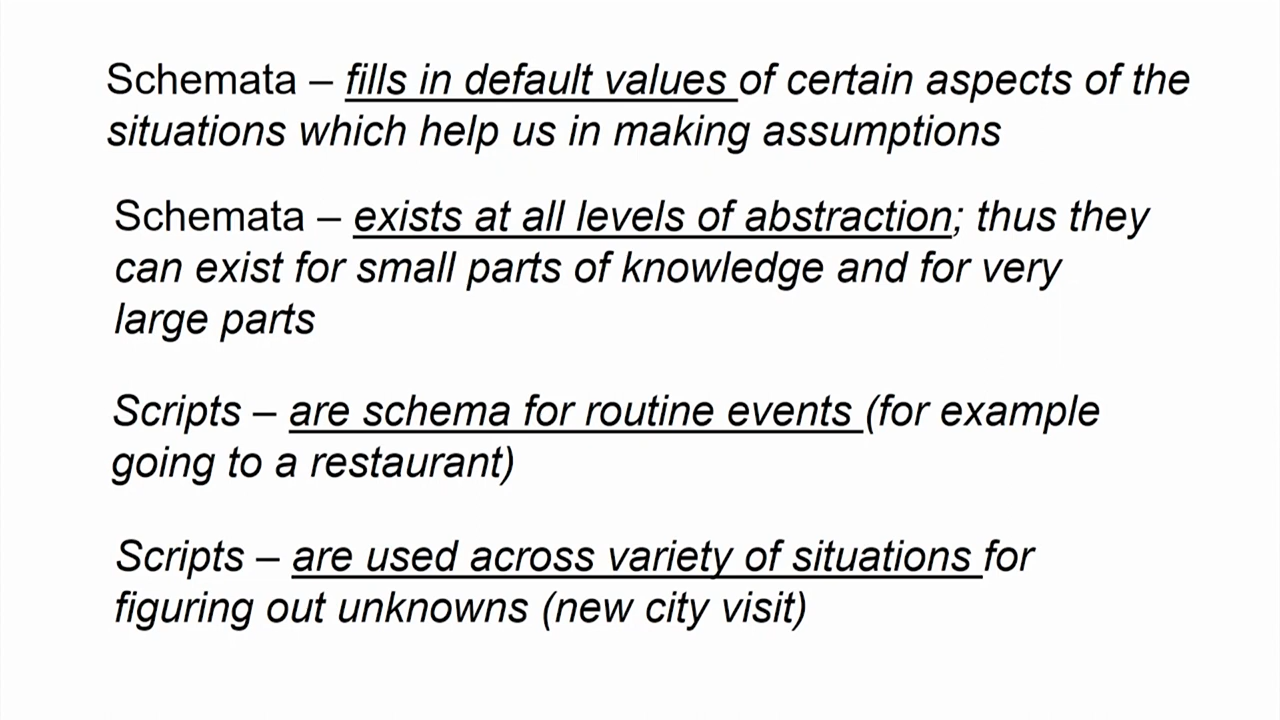 Schemata – fills in default values of certain aspects of the
situations which help us in making assumptions
Schemata – exists at all levels of abstraction; thus they
can exist for small parts of knowledge and for very
large parts
Scripts – are schema for routine events (for example
going to a restaurant)
Scripts – are used across variety of situations for
figuring out unknowns (new city visit)